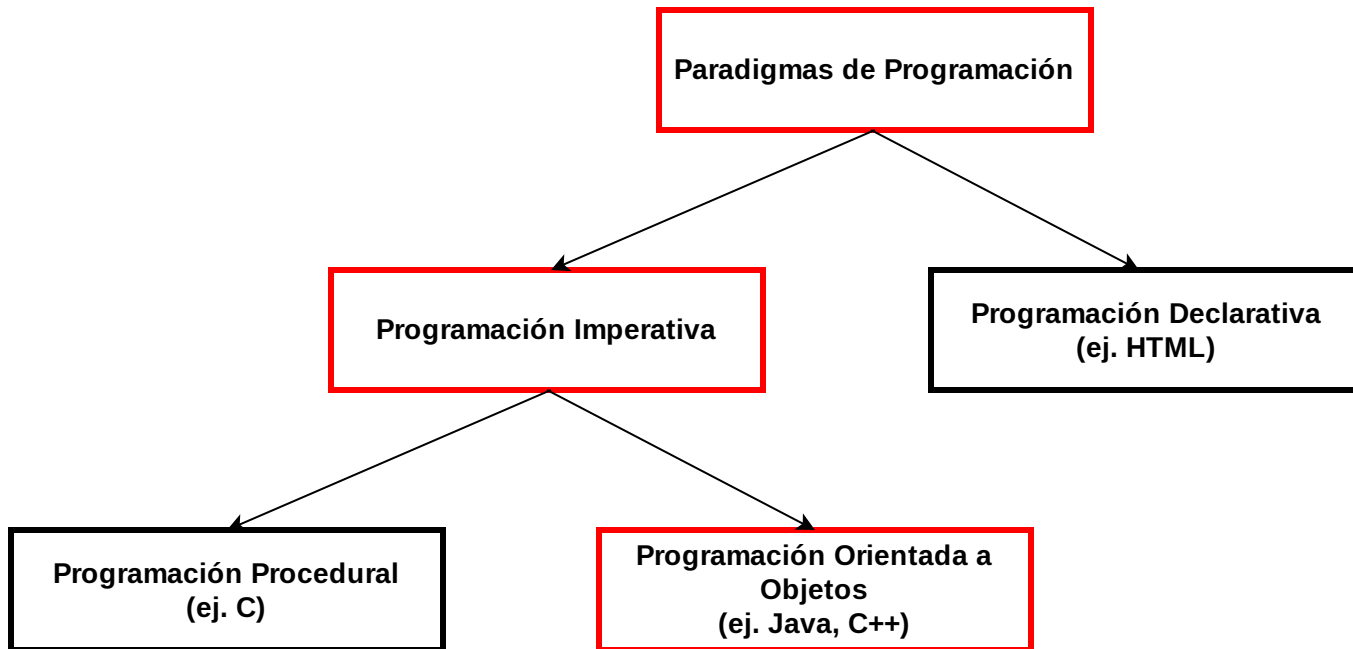 Paradigmas de Programación
Programación Imperativa
Programación Declarativa
(ej. HTML)
Programación Procedural
(ej. C)
Programación Orientada a
Objetos
(ej. Java, C++)